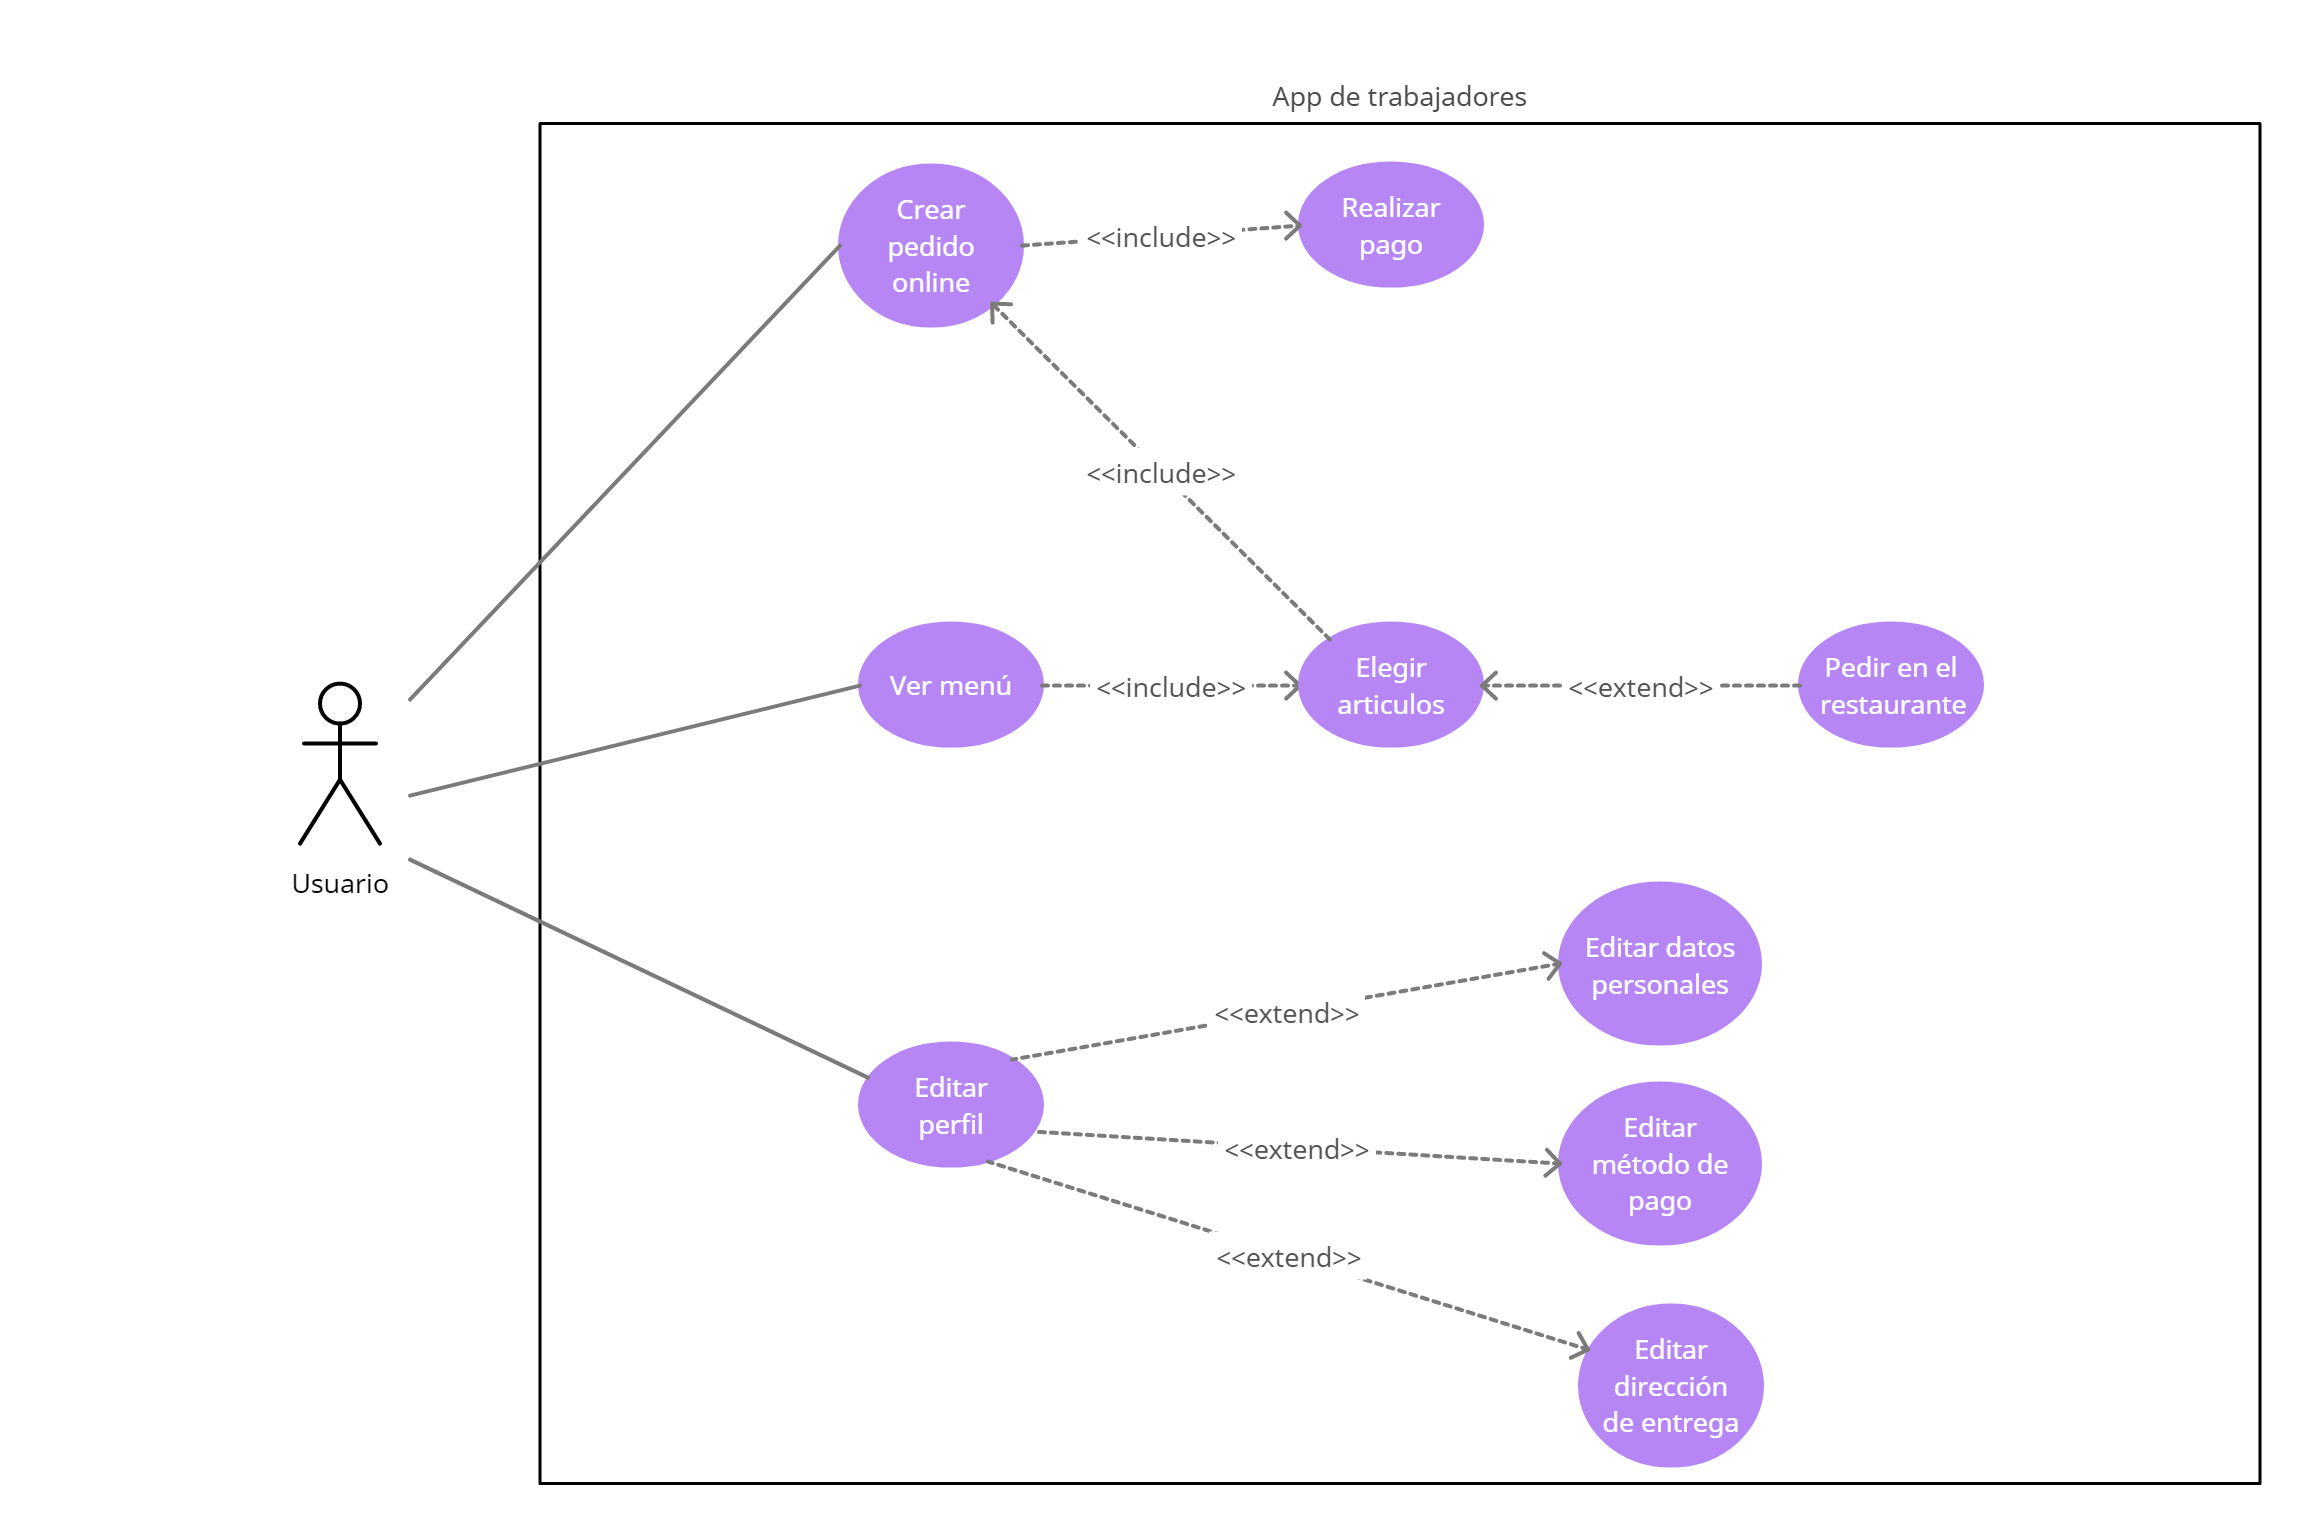 App de trabajadores
Crear
pedido
online
<<include>>
Realizar
pago
<<include>>
Ver menú
<<include>>
Elegir
articulos
<<extend>>
Pedir en el
restaurante
Usuario
Editar datos
personales
<<extend>>
Editar
perfil
<<extend>>
Editar
método de
pago
<<extend>>
Editar
dirección
de entrega